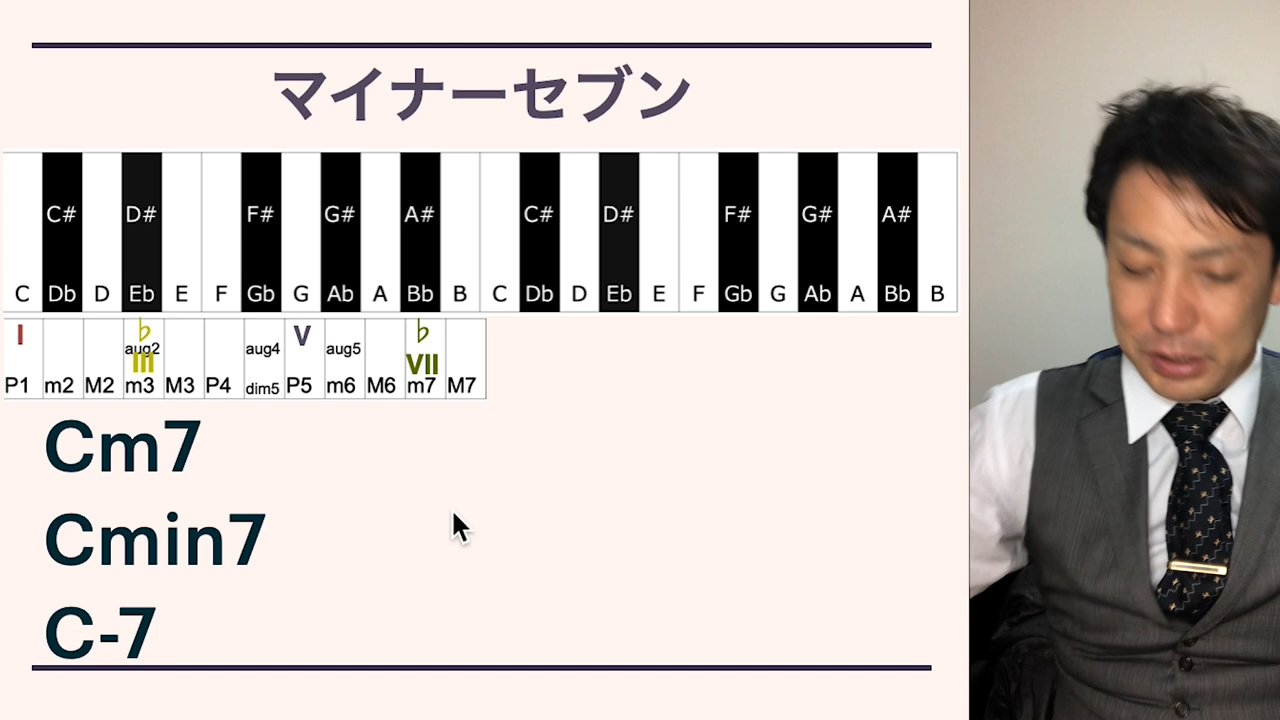 マイナーセブン
C# D# F# G# A# C# D# F# G# A#
C Db D Eb E F Gb G Ab A Bb B C Db D Eb E F Gb G Ab A Bb B
I ♭ V ♭
aug2 aug4 aug5
III VII
P1 m2 M2 m3 M3 P4 dim5 P5 m6 M6 m7 M7
Cm7
Cmin7
C-7